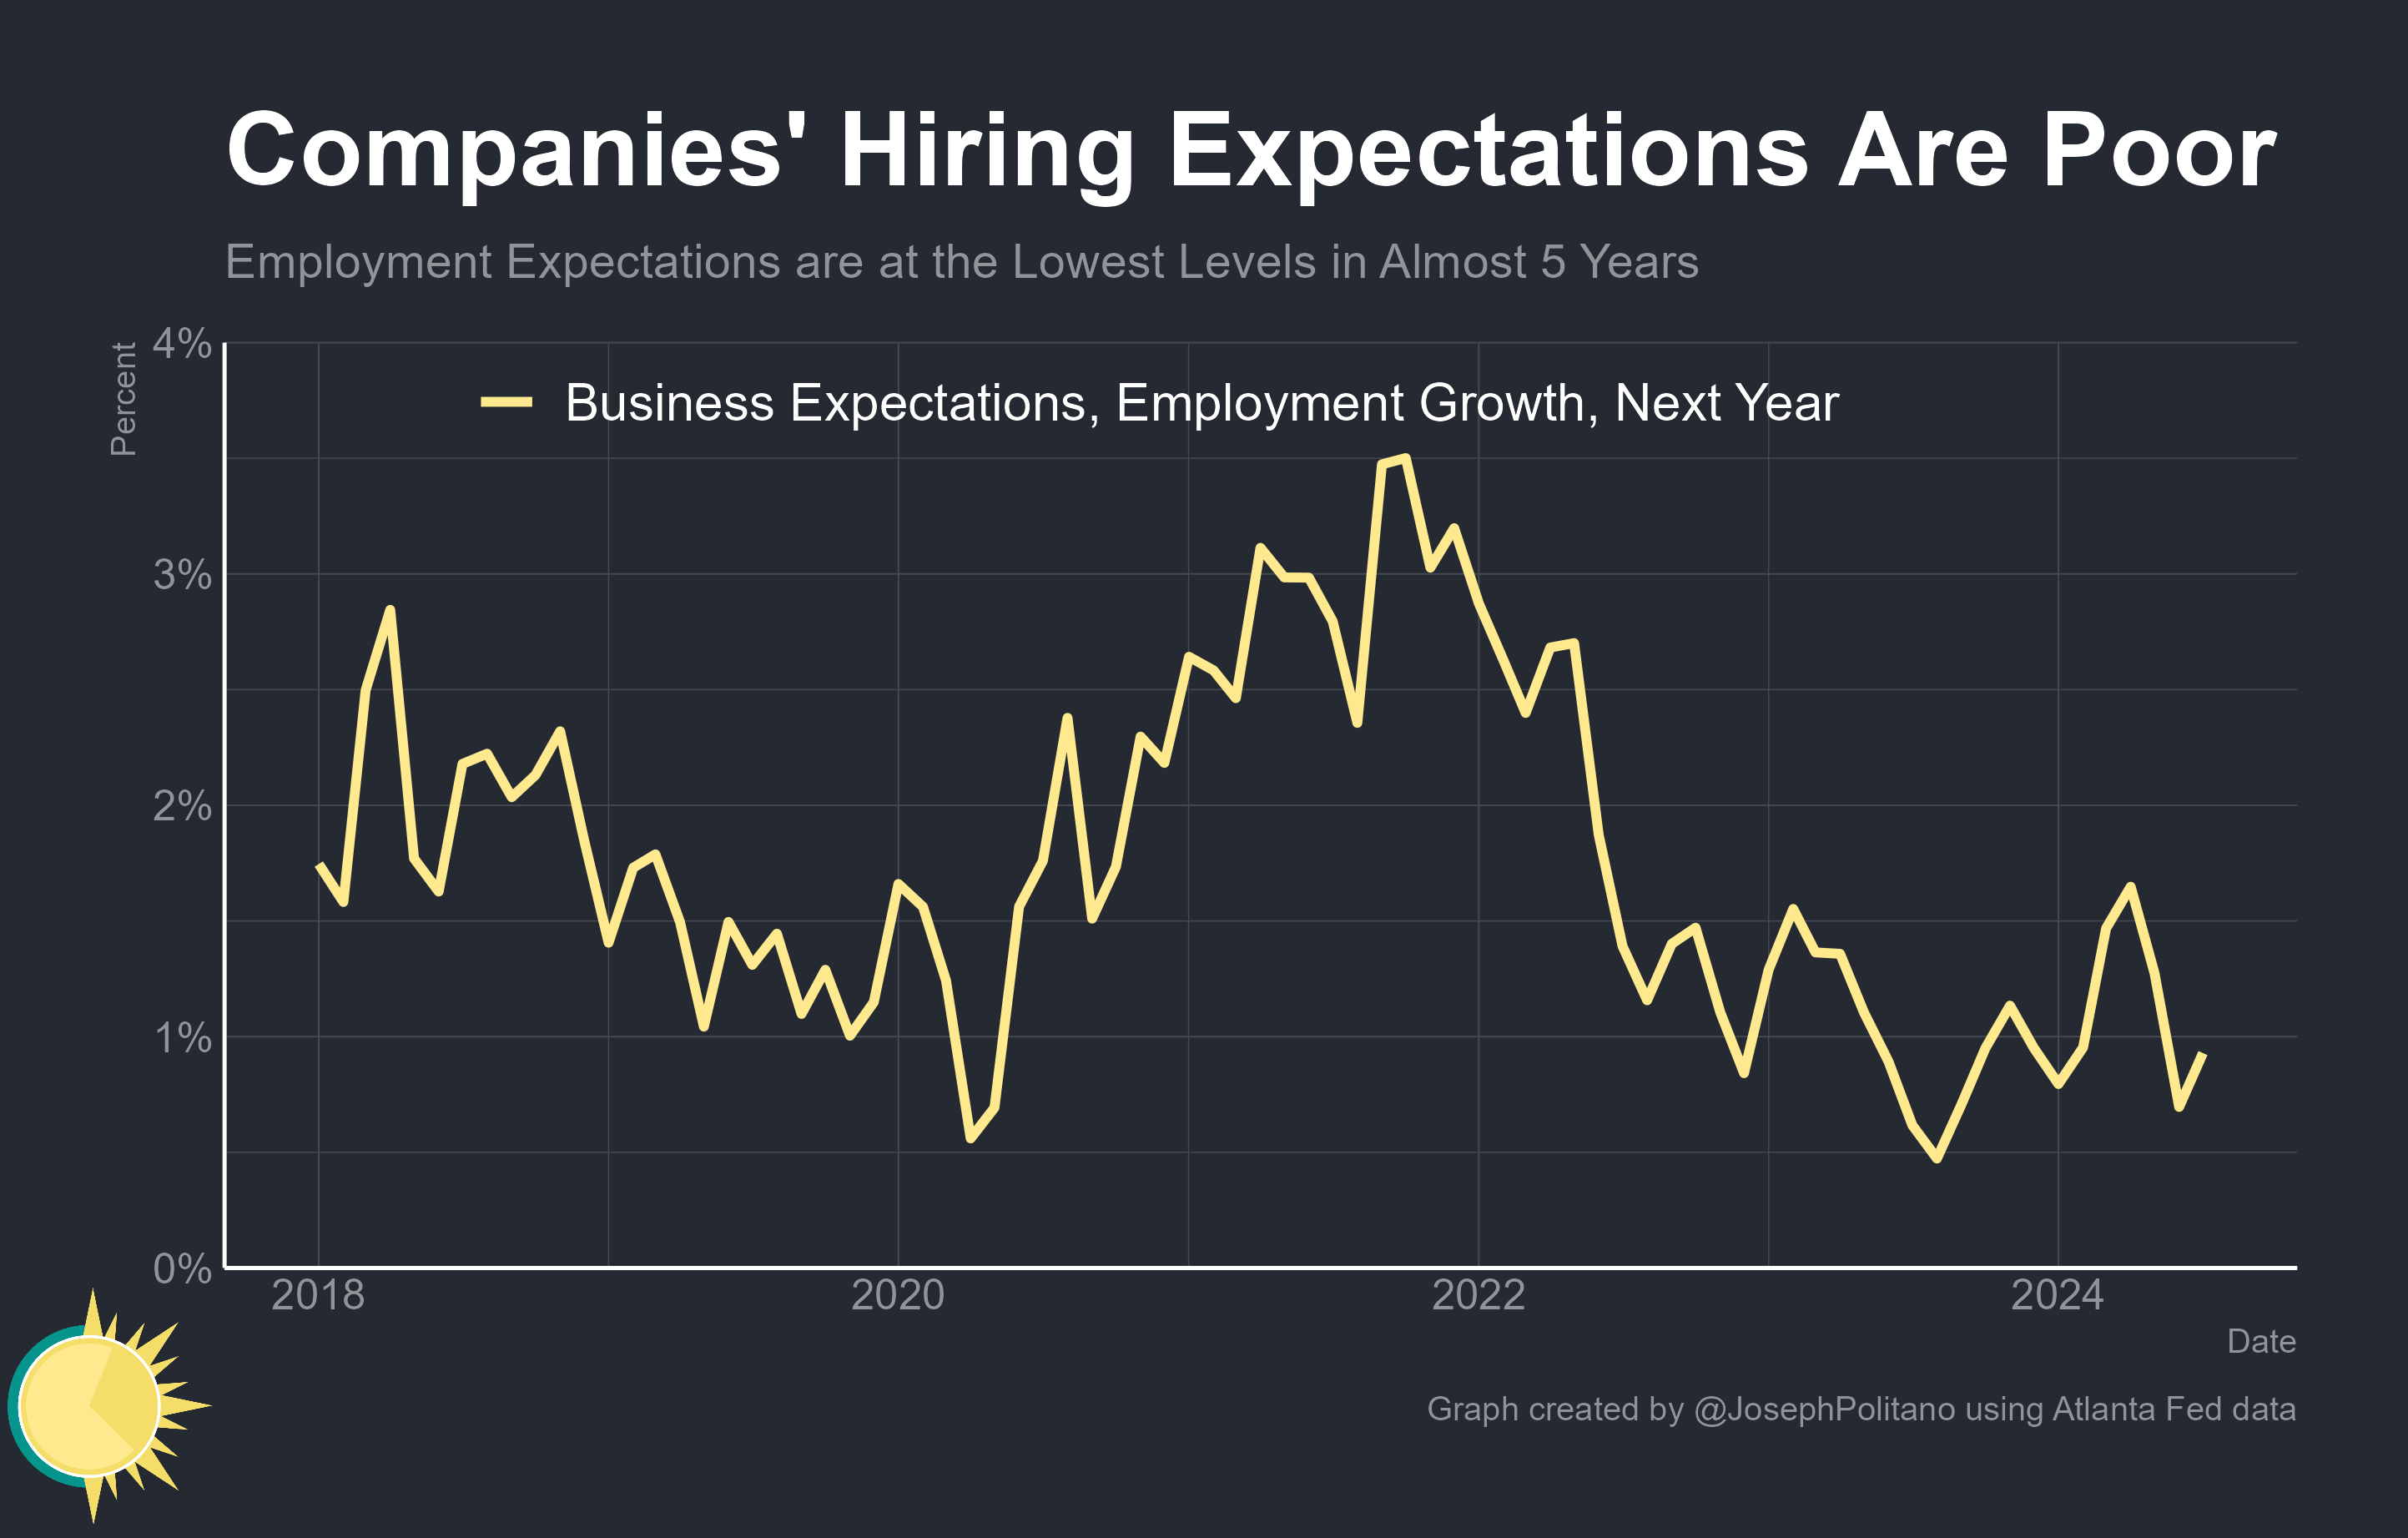 Companies' Hiring Expectations Are Poor
Employment Expectations are at the Lowest Levels in Almost 5 Years
Percent
4%
Business Expectations, Employment Growth, Next Year
3%
2%
1%
0%
2018 2020 2022 2024
Date
Graph created by @JosephPolitano using Atlanta Fed data